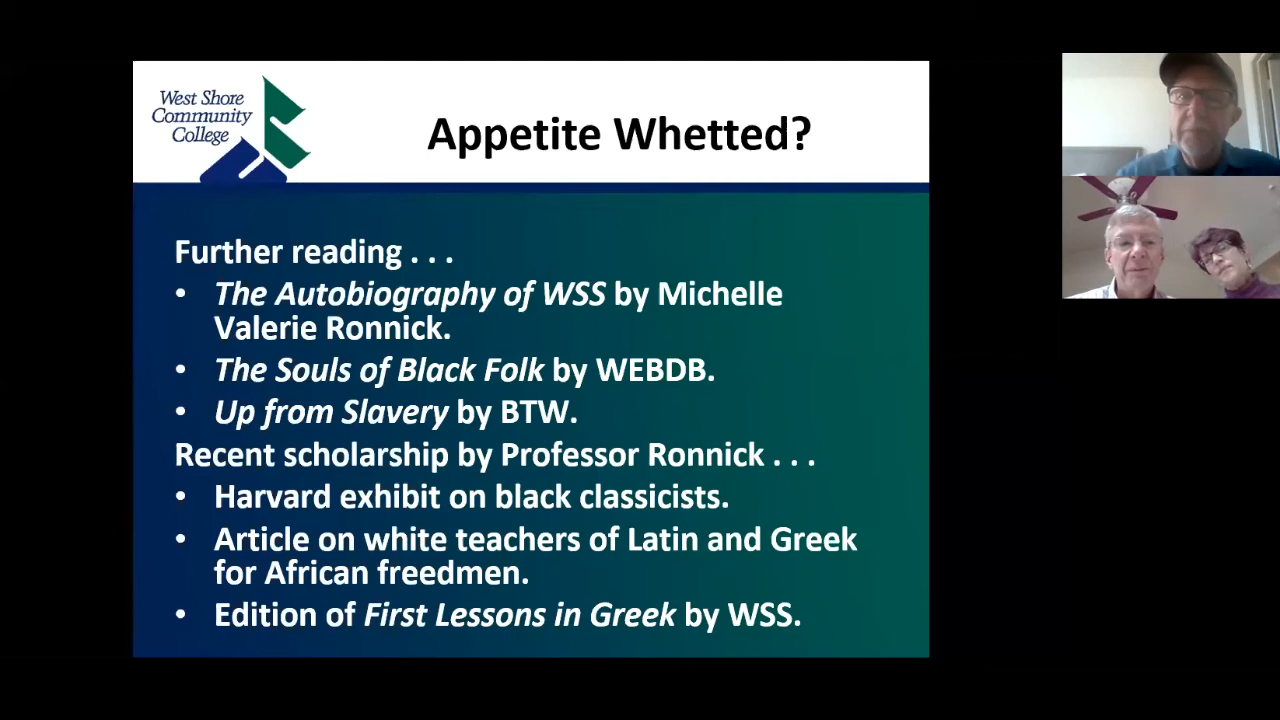 West Shore
Community
College
Appetite Whetted?
Further reading . . .
• The Autobiography of WSS by Michelle
Valerie Ronnick.
• The Souls of Black Folk by WEBDB.
• Up from Slavery by BTW.
Recent scholarship by Professor Ronnick . . .
• Harvard exhibit on black classicists.
• Article on white teachers of Latin and Greek
for African freedmen.
• Edition of First Lessons in Greek by WSS.